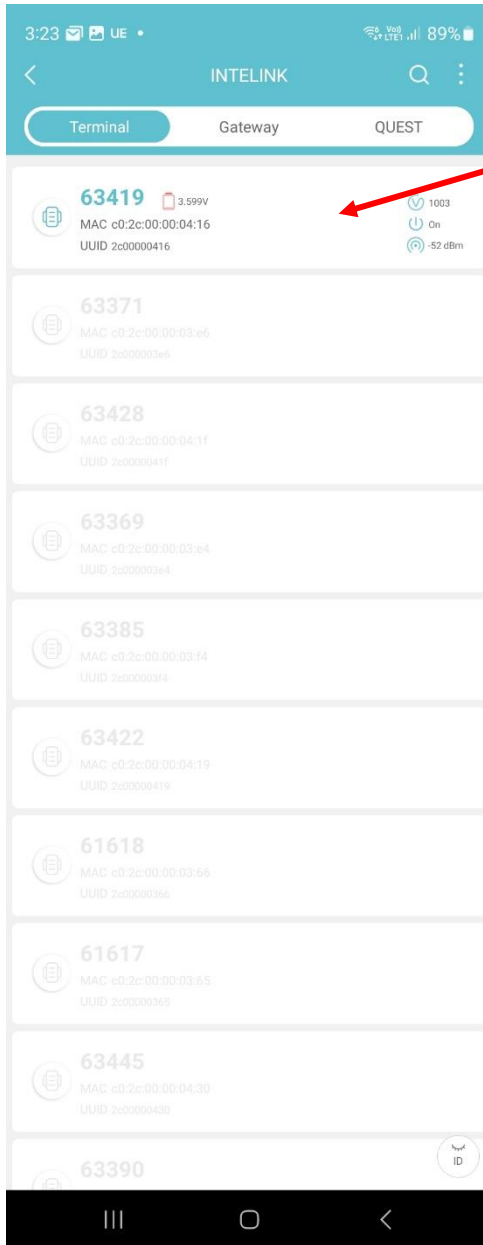 3:23 UE • Vo)) LTE1 89%
INTELINK
Terminal Gateway QUEST
63419 3.599V 1003
MAC c0:2c:00:00:04:16 On
UUID 2c00000416 -52 dBm
63371
MAC c0:2c:00:00:03:e6
UUID 2c000003e6
63428
MAC c0:2c:00:00:04:1f
UUID 2c0000041f
63369
MAC c0:2c:00:00:03:e4
UUID 2c000003e4
63385
MAC c0:2c:00:00:03:f4
UUID 2c000003f4
63422
MAC c0:2c:00:00:04:19
UUID 2c00000419
61618
MAC c0:2c:00:00:03:66
UUID 2c00000366
61617
MAC c0:2c:00:00:03:65
UUID 2c00000365
63445
MAC c0:2c:00:00:04:30
UUID 2c00000430
ID
63390